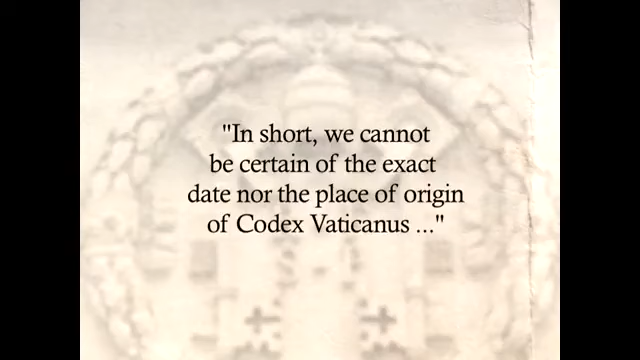 "In short, we cannot
be certain of the exact
date nor the place of origin
of Codex Vaticanus ..."